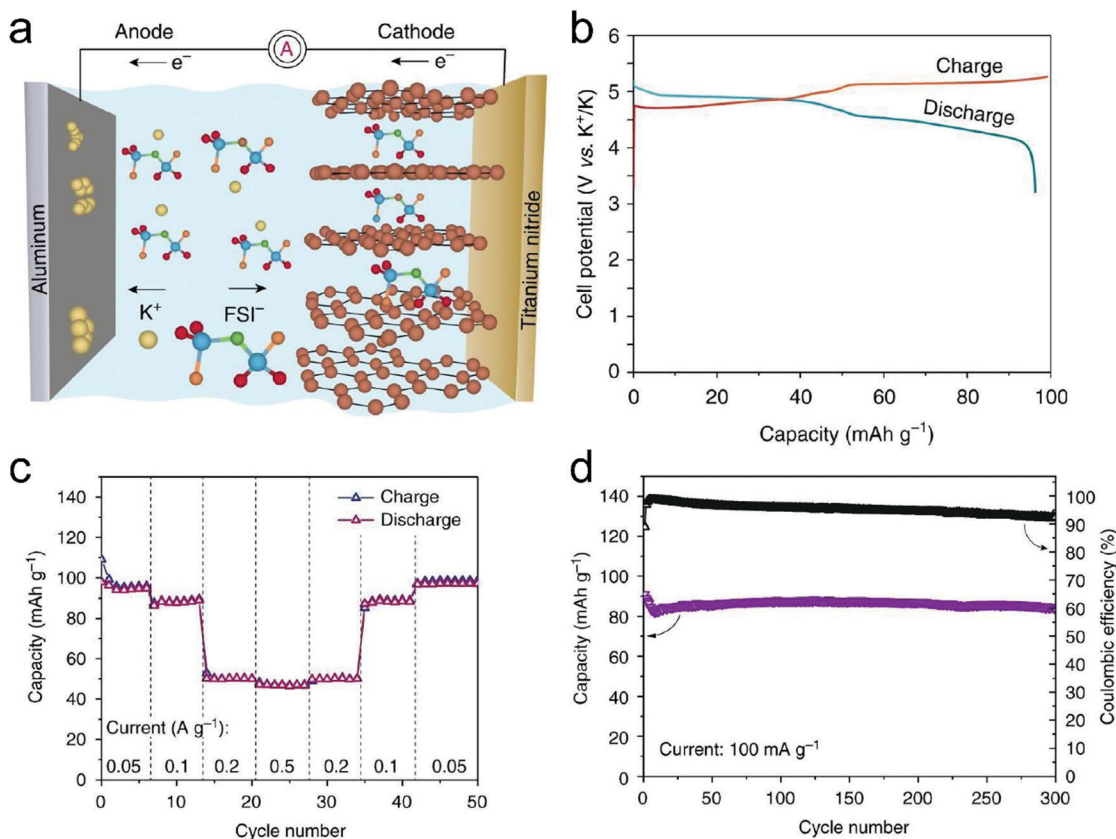 a
Anode
A
Cathode
e⁻
e⁻
Aluminum
K⁺
FSI⁻
Titanium nitride
b
6
5
4
3
2
1
0
Cell potential (V vs. K⁺/K)
Charge
Discharge
0
20
40
60
80
100
Capacity (mAh g⁻¹)
c
140
120
100
80
60
40
20
0
Capacity (mAh g⁻¹)
Charge
Discharge
Current (A g⁻¹):
0.05
0.1
0.2
0.5
0.2
0.1
0.05
0
10
20
30
40
50
Cycle number
d
140
120
100
80
60
40
20
0
Capacity (mAh g⁻¹)
100
90
80
70
60
50
40
30
20
10
0
Coulombic efficiency (%)
Current: 100 mA g⁻¹
0
50
100
150
200
250
300
Cycle number